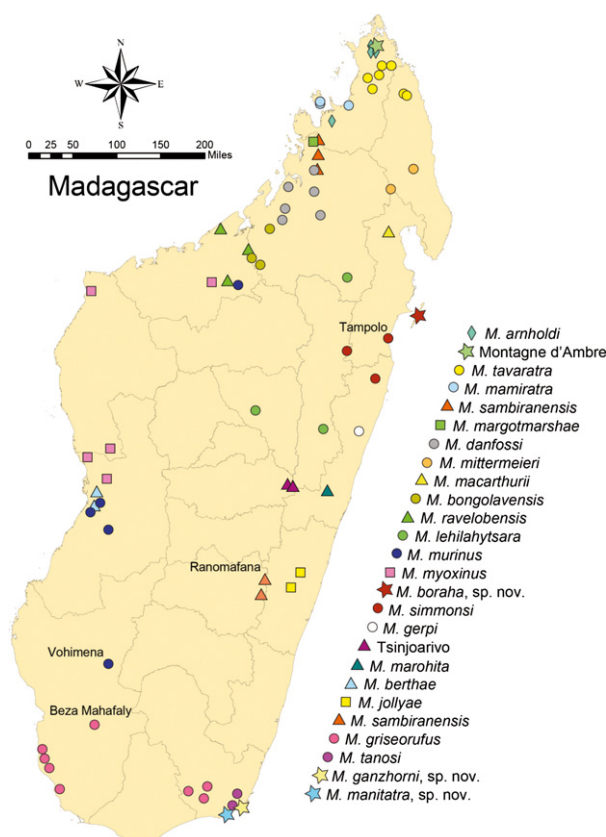 N
W E
S
0 25 50 100 150 200
Miles
Madagascar
Tampolo
Ranomafana
Vohimena
Beza Mahafaly
M. arnholdi
Montagne d’Ambre
M. tavaratra
M. mamiratra
M. sambiranensis
M. margotmarshae
M. danfossi
M. mittermeieri
M. macarthurii
M. bongolavensis
M. ravelobensis
M. lehilahytsara
M. murinus
M. myoxinus
M. boraha, sp. nov.
M. simmonsi
M. gerpi
Tsinjoarivo
M. marohita
M. berthae
M. jollyae
M. sambiranensis
M. griseorufus
M. tanosi
M. ganzhorni, sp. nov.
M. manitatra, sp. nov.